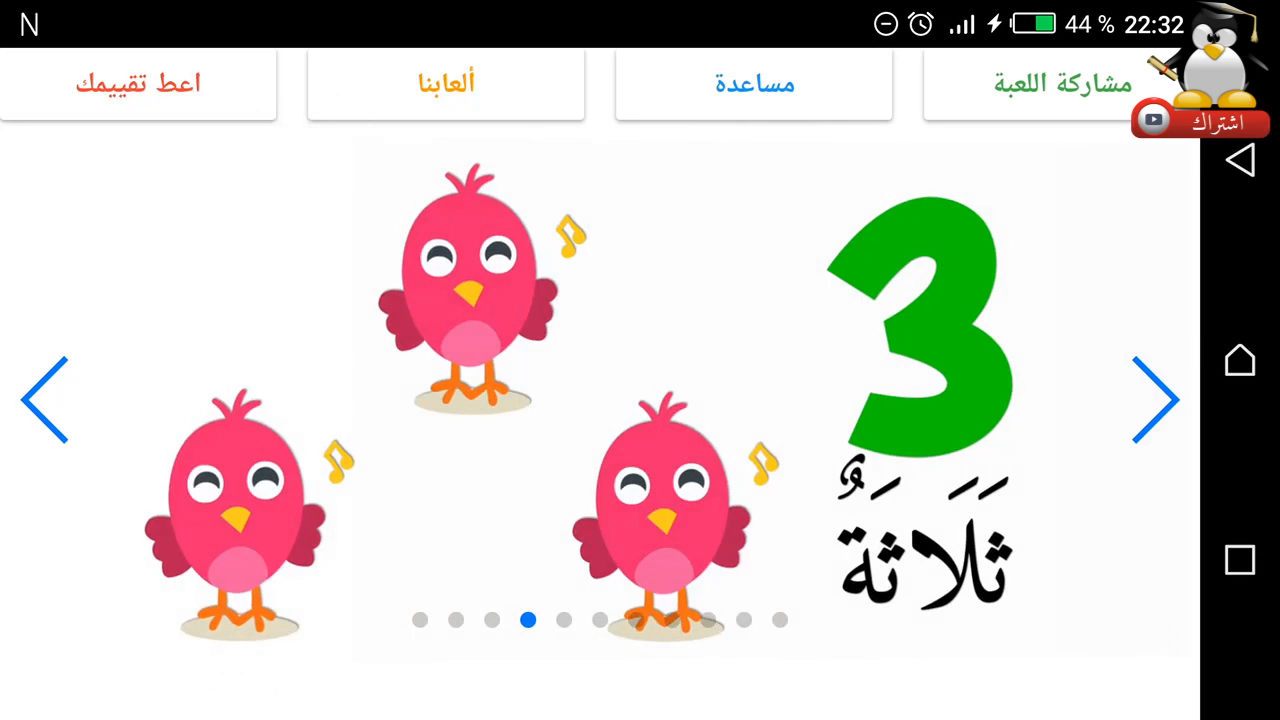 N 44 % 22:32
مشاركة اللعبة
مساعدة
ألعابنا
اعط تقييمك
اشتراك
3
ثَلَاثَةٌ